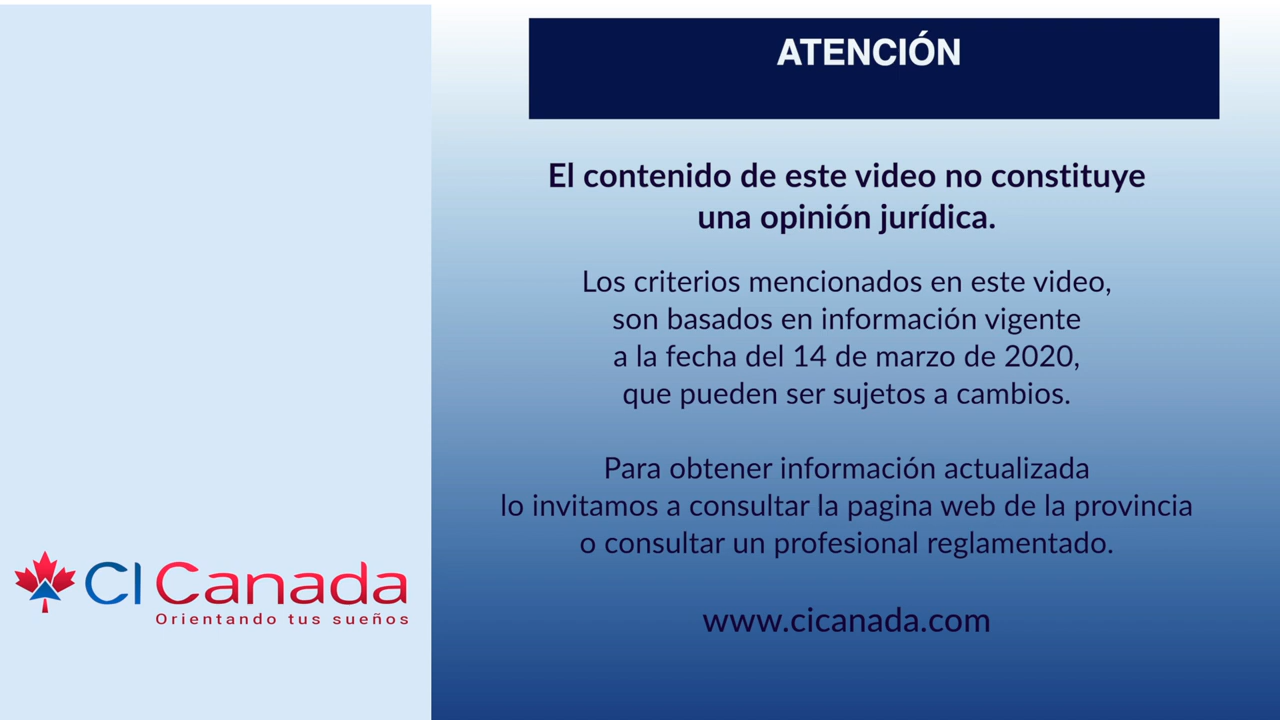 ATENCIÓN
El contenido de este video no constituye
una opinión jurídica.
Los criterios mencionados en este video,
son basados en información vigente
a la fecha del 14 de marzo de 2020,
que pueden ser sujetos a cambios.
Para obtener información actualizada
lo invitamos a consultar la pagina web de la provincia
o consultar un profesional reglamentado.
www.cicanada.com
CI Canada
Orientando tus sueños